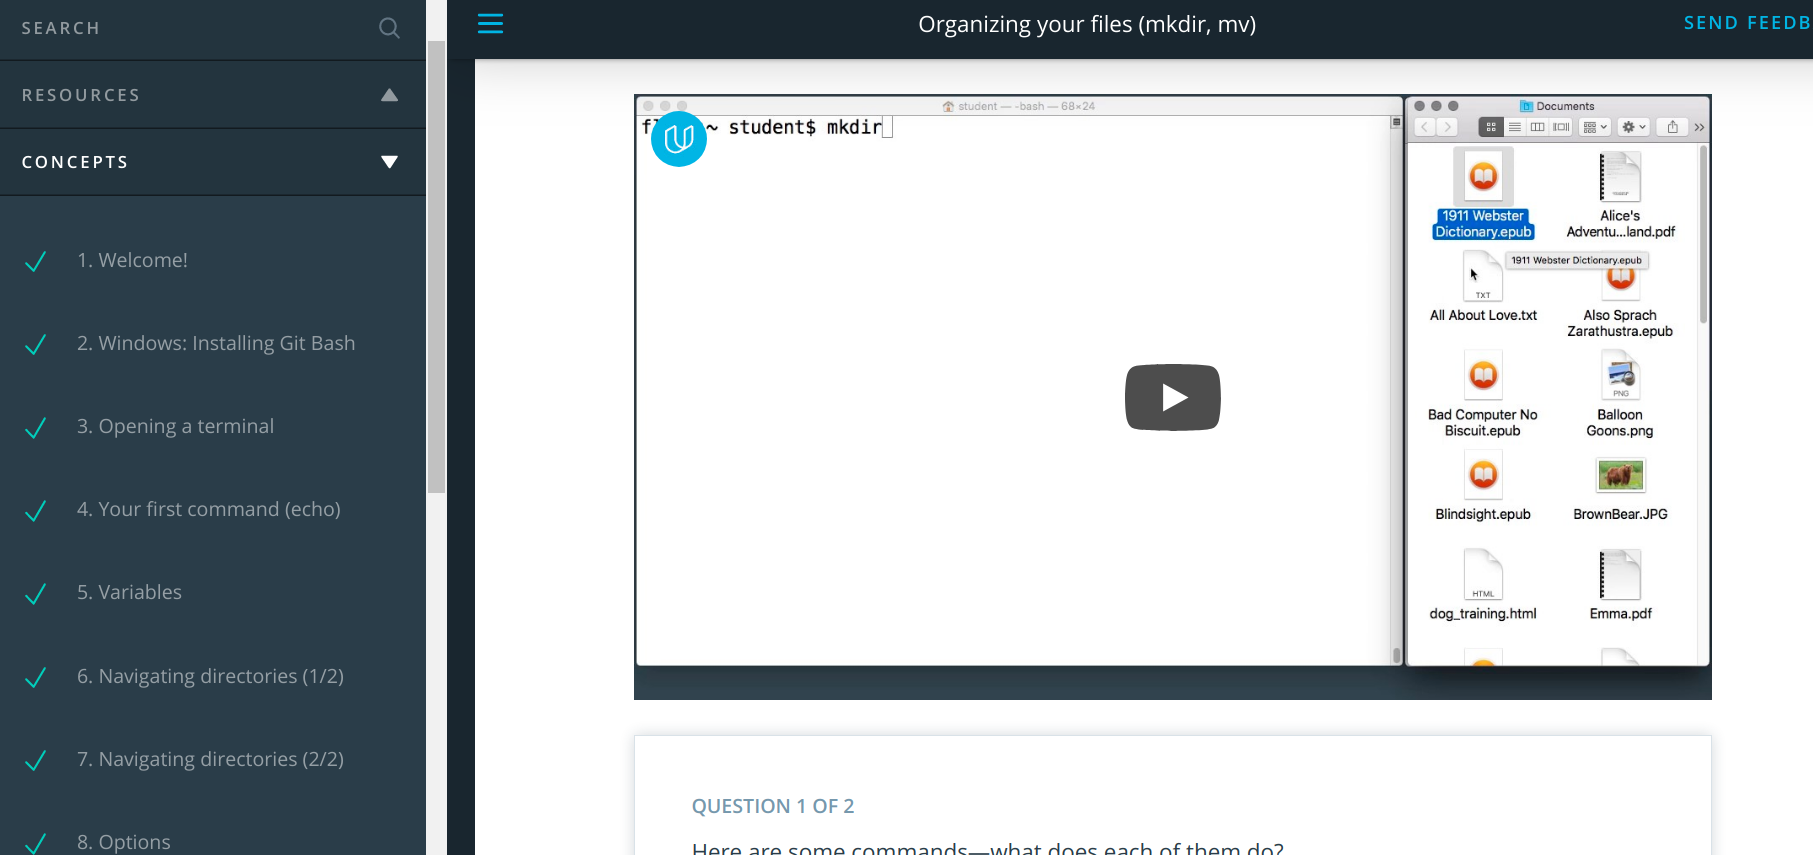 SEARCH
RESOURCES
CONCEPTS
1. Welcome!
2. Windows: Installing Git Bash
3. Opening a terminal
4. Your first command (echo)
5. Variables
6. Navigating directories (1/2)
7. Navigating directories (2/2)
8. Options
Organizing your files (mkdir, mv)
SEND FEEDB
student — -bash — 68×24
~ student$ mkdir
Documents
1911 Webster
Dictionary.epub
Alice's
Adventu...land.pdf
1911 Webster Dictionary.epub
TXT
All About Love.txt
Also Sprach
Zarathustra.epub
Bad Computer No
Biscuit.epub
PNG
Balloon
Goons.png
Blindsight.epub
BrownBear.JPG
HTML
dog_training.html
Emma.pdf
QUESTION 1 OF 2
Here are some commands—what does each of them do?